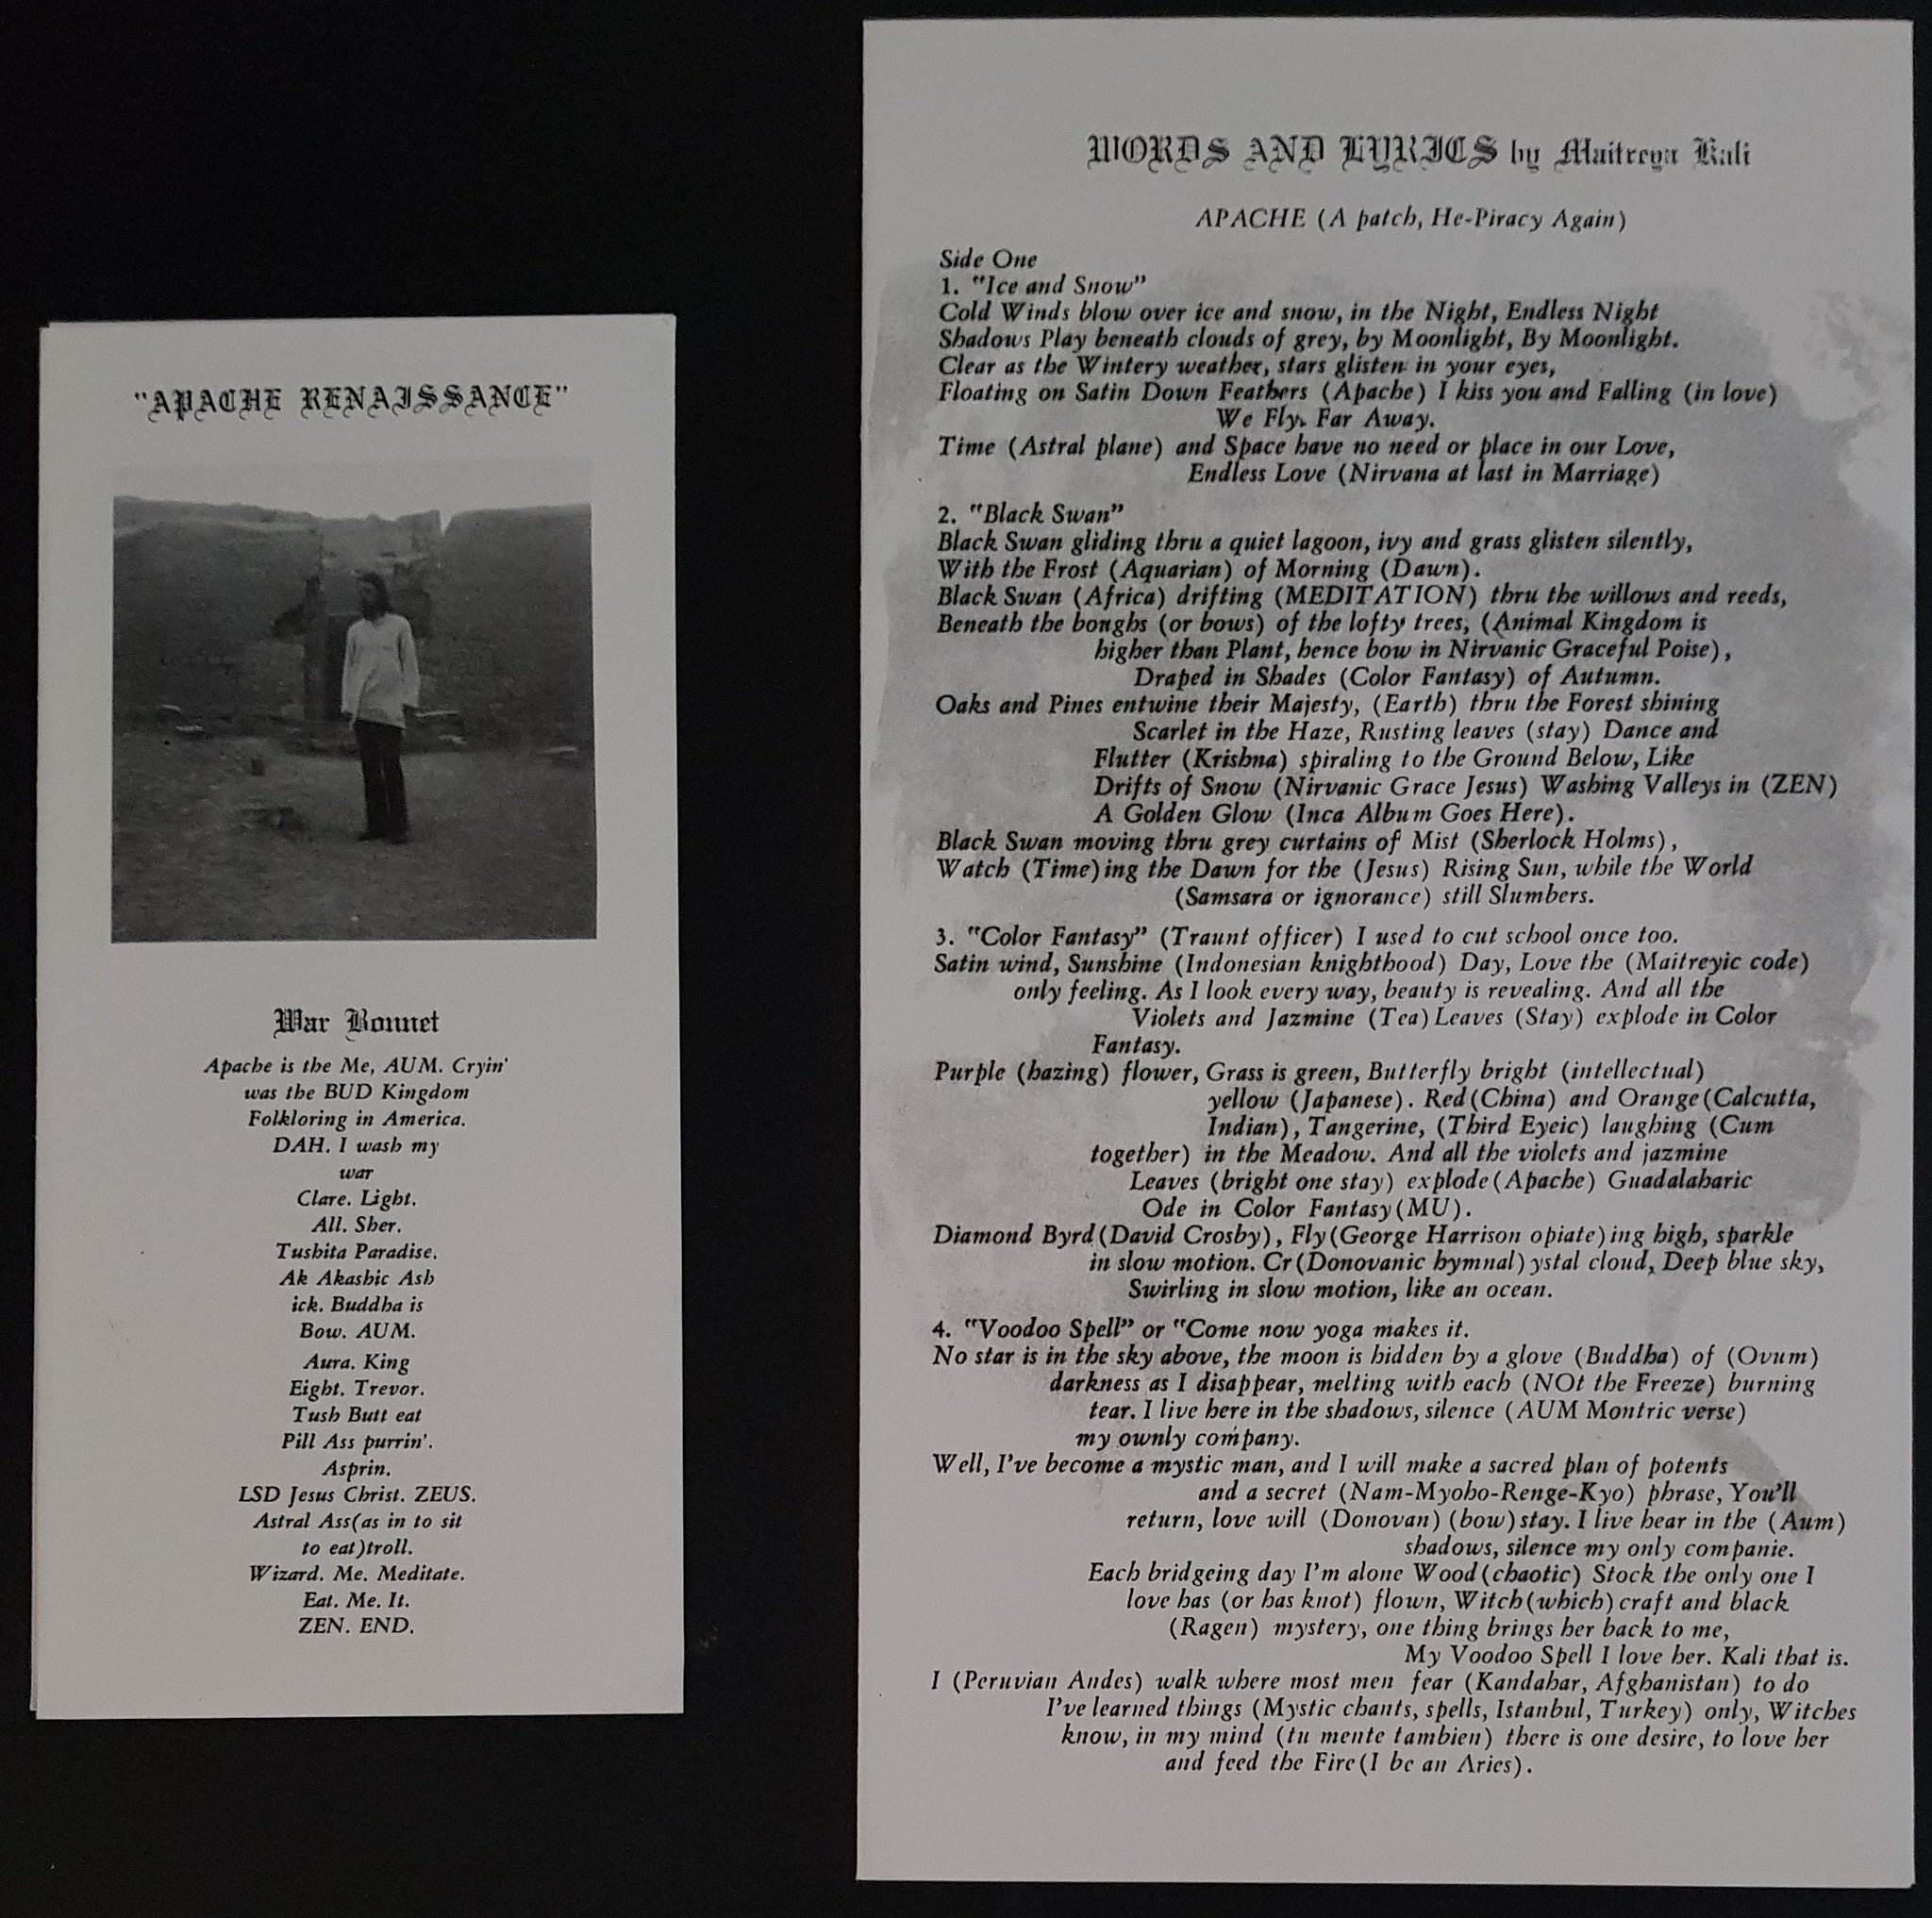 "APACHE RENAISSANCE"
War Bonnet
Apache is the Me, AUM. Cryin'
was the BUD Kingdom
Folkloring in America.
DAH. I wash my
war
Clare. Light.
All. Sher.
Tushita Paradise.
Ak Akashic Ash
ick. Buddha is
Bow. AUM.
Aura. King
Eight. Trevor.
Tush Butt eat
Pill Ass purrin'.
Asprin.
LSD Jesus Christ. ZEUS.
Astral Ass(as in to sit
to eat)troll.
Wizard. Me. Meditate.
Eat. Me. It.
ZEN. END.
WORDS AND LYRICS by Maitreya Kali
APACHE (A patch, He-Piracy Again)
Side One
1. "Ice and Snow"
Cold Winds blow over ice and snow, in the Night, Endless Night
Shadows Play beneath clouds of grey, by Moonlight, By Moonlight.
Clear as the Wintery weather, stars glisten in your eyes,
Floating on Satin Down Feathers (Apache) I kiss you and Falling (in love)
We Fly. Far Away.
Time (Astral plane) and Space have no need or place in our Love,
Endless Love (Nirvana at last in Marriage)
2. "Black Swan"
Black Swan gliding thru a quiet lagoon, ivy and grass glisten silently,
With the Frost (Aquarian) of Morning (Dawn).
Black Swan (Africa) drifting (MEDITATION) thru the willows and reeds,
Beneath the boughs (or bows) of the lofty trees, (Animal Kingdom is
higher than Plant, hence bow in Nirvanic Graceful Poise),
Draped in Shades (Color Fantasy) of Autumn.
Oaks and Pines entwine their Majesty, (Earth) thru the Forest shining
Scarlet in the Haze, Rusting leaves (stay) Dance and
Flutter (Krishna) spiraling to the Ground Below, Like
Drifts of Snow (Nirvanic Grace Jesus) Washing Valleys in (ZEN)
A Golden Glow (Inca Album Goes Here).
Black Swan moving thru grey curtains of Mist (Sherlock Holms),
Watch (Time)ing the Dawn for the (Jesus) Rising Sun, while the World
(Samsara or ignorance) still Slumbers.
3. "Color Fantasy" (Traunt officer) I used to cut school once too.
Satin wind, Sunshine (Indonesian knighthood) Day, Love the (Maitreyic code)
only feeling. As I look every way, beauty is revealing. And all the
Violets and Jazmine (Tea) Leaves (Stay) explode in Color
Fantasy.
Purple (hazing) flower, Grass is green, Butterfly bright (intellectual)
yellow (Japanese). Red (China) and Orange (Calcutta,
Indian), Tangerine, (Third Eyeic) laughing (Cum
together) in the Meadow. And all the violets and jazmine
Leaves (bright one stay) explode (Apache) Guadalaharic
Ode in Color Fantasy (MU).
Diamond Byrd (David Crosby), Fly (George Harrison opiate) ing high, sparkle
in slow motion. Cr (Donovanic hymnal) ystal cloud, Deep blue sky,
Swirling in slow motion, like an ocean.
4. "Voodoo Spell" or "Come now yoga makes it.
No star is in the sky above, the moon is hidden by a glove (Buddha) of (Ovum)
darkness as I disappear, melting with each (NOt the Freeze) burning
tear. I live here in the shadows, silence (AUM Montric verse)
my ownly company.
Well, I've become a mystic man, and I will make a sacred plan of potents
and a secret (Nam-Myoho-Renge-Kyo) phrase, You'll
return, love will (Donovan) (bow) stay. I live hear in the (Aum)
shadows, silence my only companie.
Each bridgeing day I'm alone Wood (chaotic) Stock the only one I
love has (or has knot) flown, Witch (which) craft and black
(Ragen) mystery, one thing brings her back to me,
My Voodoo Spell I love her. Kali that is.
I (Peruvian Andes) walk where most men fear (Kandahar, Afghanistan) to do
I've learned things (Mystic chants, spells, Istanbul, Turkey) only, Witches
know, in my mind (tu mente tambien) there is one desire, to love her
and feed the Fire (I be an Aries).